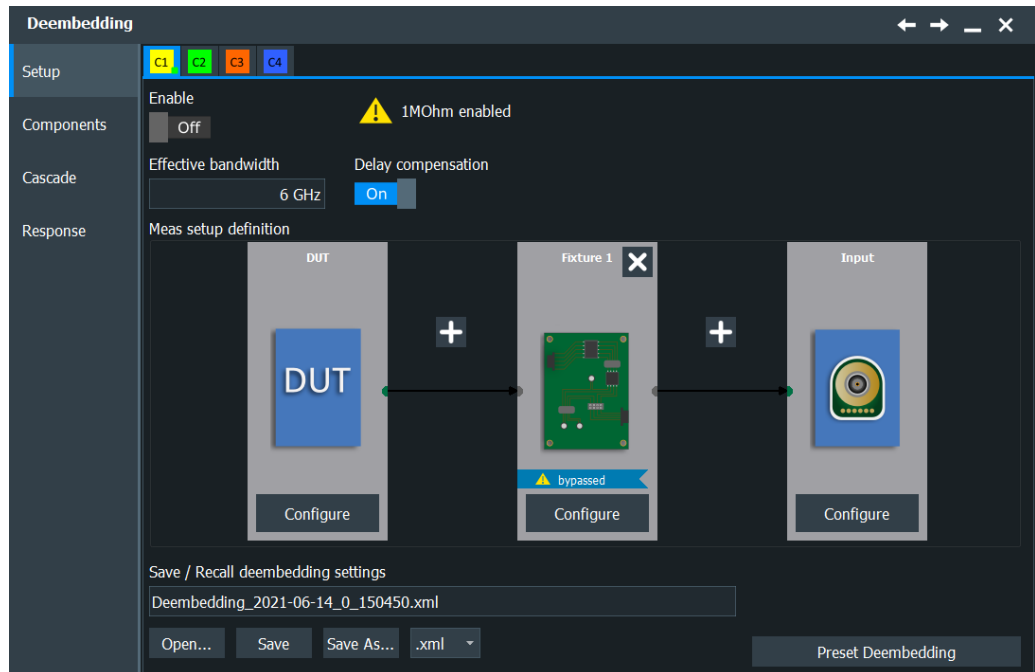 Deembedding
Setup
Components
Cascade
Response
C1 C2 C3 C4
Enable
Off
1MOhm enabled
Effective bandwidth
6 GHz
Delay compensation
On
Meas setup definition
DUT
DUT
Configure
Fixture 1
bypassed
Configure
Input
Configure
Save / Recall deembedding settings
Deembedding_2021-06-14_0_150450.xml
Open... Save Save As... .xml
Preset Deembedding